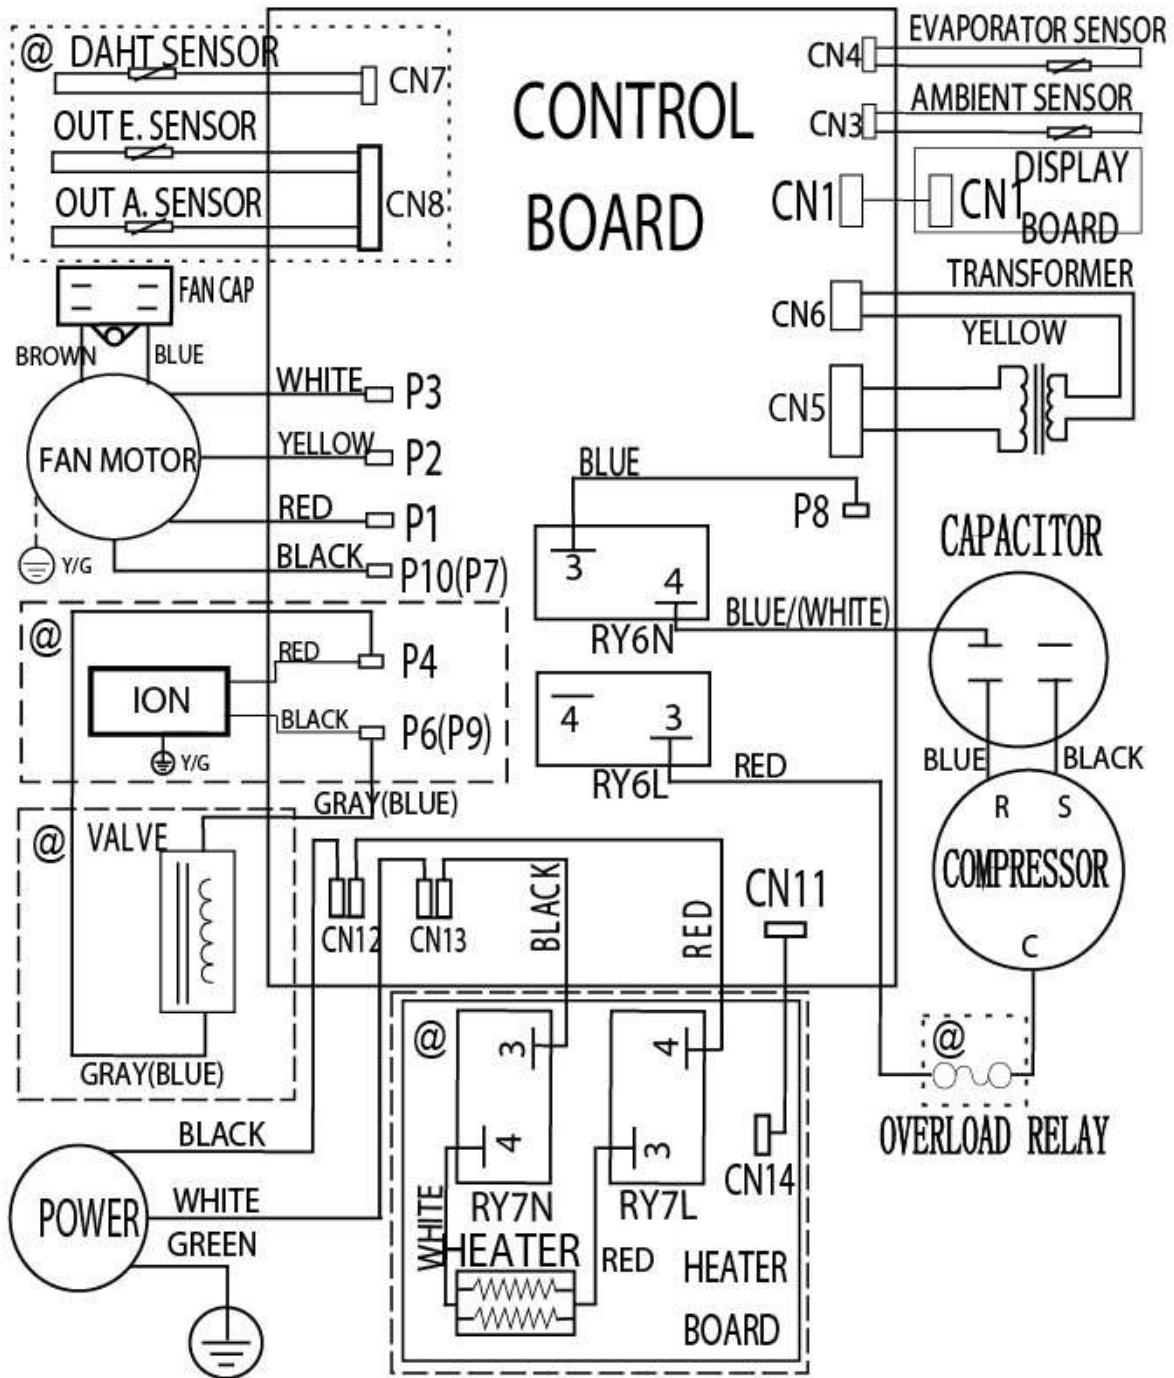 @ DAHT SENSOR
CN7
OUT E. SENSOR
OUT A. SENSOR
CN8
CONTROL
BOARD
CN4
EVAPORATOR SENSOR
CN3
AMBIENT SENSOR
CN1
CN1
DISPLAY
BOARD
FAN CAP
BROWN
BLUE
FAN MOTOR
Y/G
WHITE
P3
YELLOW
P2
RED
P1
BLACK
P10(P7)
CN6
TRANSFORMER
YELLOW
CN5
BLUE
P8
3
4
RY6N
BLUE/(WHITE)
CAPACITOR
@
ION
RED
P4
BLACK
P6(P9)
Y/G
4
3
RY6L
RED
BLUE
BLACK
R
S
COMPRESSOR
C
GRAY(BLUE)
@ VALVE
GRAY(BLUE)
CN12
CN13
BLACK
RED
CN11
@
OVERLOAD RELAY
@
3
4
RY7N
4
3
RY7L
CN14
WHITE
HEATER
RED
HEATER
BOARD
POWER
BLACK
WHITE
GREEN